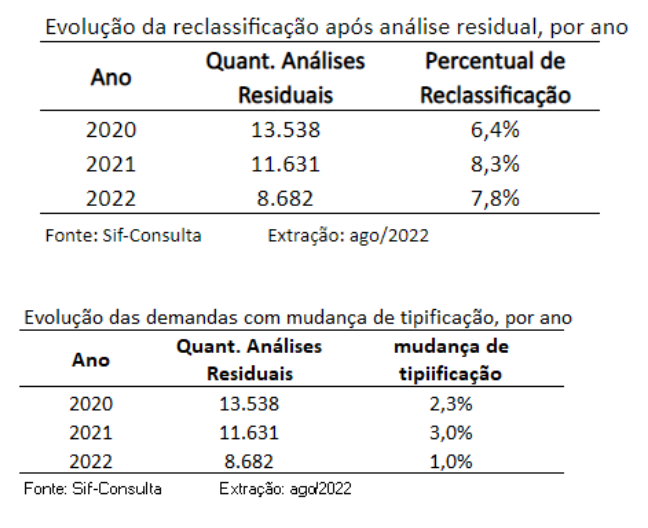 Evolução da reclassificação após análise residual, por ano
Ano Quant. Análises Residuais Percentual de Reclassificação
2020 13.538 6,4%
2021 11.631 8,3%
2022 8.682 7,8%
Fonte: Sif-Consulta Extração: ago/2022
Evolução das demandas com mudança de tipificação, por ano
Ano Quant. Análises Residuais mudança de tipiificação
2020 13.538 2,3%
2021 11.631 3,0%
2022 8.682 1,0%
Fonte: Sif-Consulta Extração: ago/2022